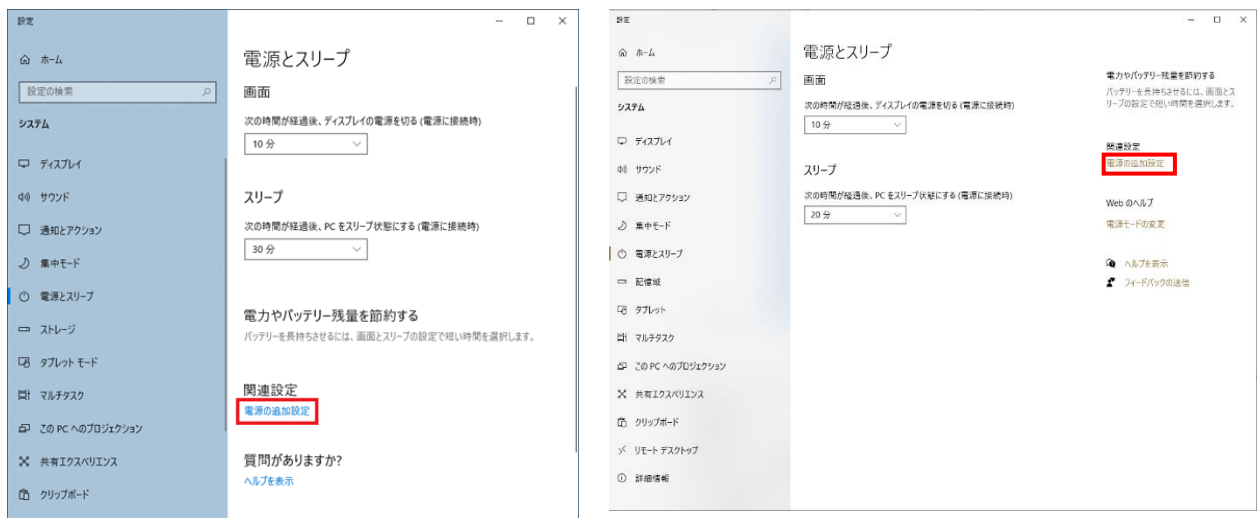 設定
ホーム
設定の検索
システム
ディスプレイ
サウンド
通知とアクション
集中モード
電源とスリープ
ストレージ
タブレット モード
マルチタスク
この PC へのプロジェクション
共有エクスペリエンス
クリップボード
電源とスリープ
画面
次の時間が経過後、ディスプレイの電源を切る (電源に接続時)
10 分
スリープ
次の時間が経過後、PC をスリープ状態にする (電源に接続時)
30 分
電力やバッテリー残量を節約する
バッテリーを長持ちさせるには、画面とスリープの設定で短い時間を選択します。
関連設定
電源の追加設定
質問がありますか?
ヘルプを表示
設定
ホーム
設定の検索
システム
ディスプレイ
サウンド
通知とアクション
集中モード
電源とスリープ
記憶域
タブレット
マルチタスク
この PC へのプロジェクション
共有エクスペリエンス
クリップボード
リモート デスクトップ
詳細情報
電源とスリープ
画面
次の時間が経過後、ディスプレイの電源を切る (電源に接続時)
10 分
スリープ
次の時間が経過後、PC をスリープ状態にする (電源に接続時)
20 分
電力やバッテリー残量を節約する
バッテリーを長持ちさせるには、画面とス
リープの設定で短い時間を選択します。
関連設定
電源の追加設定
Web のヘルプ
電源モードの変更
ヘルプを表示
フィードバックの送信